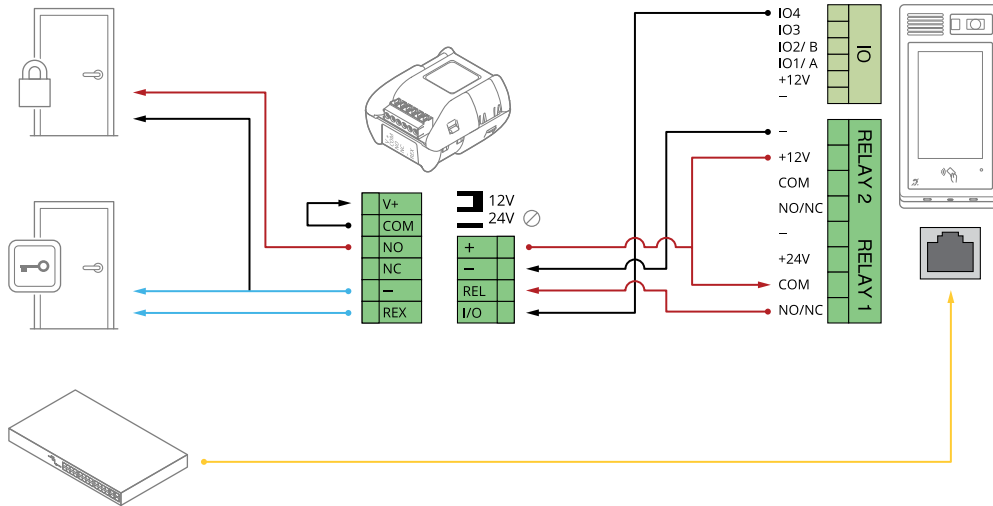 V+
COM
NO
NC
–
REX
12V
24V
+
–
REL
I/O
IO4
IO3
IO2/ B
IO1/ A
+12V
–
IO
–
+12V
COM
NO/NC
–
+24V
COM
NO/NC
RELAY 2
RELAY 1